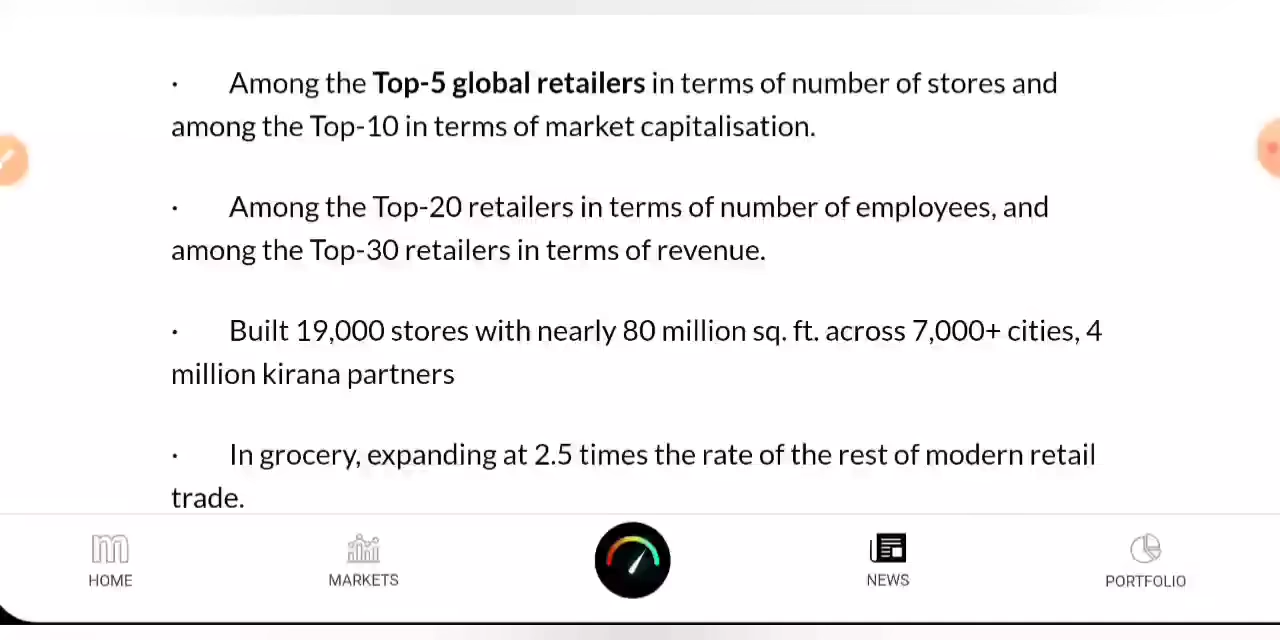 · Among the Top-5 global retailers in terms of number of stores and
among the Top-10 in terms of market capitalisation.
· Among the Top-20 retailers in terms of number of employees, and
among the Top-30 retailers in terms of revenue.
· Built 19,000 stores with nearly 80 million sq. ft. across 7,000+ cities, 4
million kirana partners
· In grocery, expanding at 2.5 times the rate of the rest of modern retail
trade.
HOME MARKETS NEWS PORTFOLIO